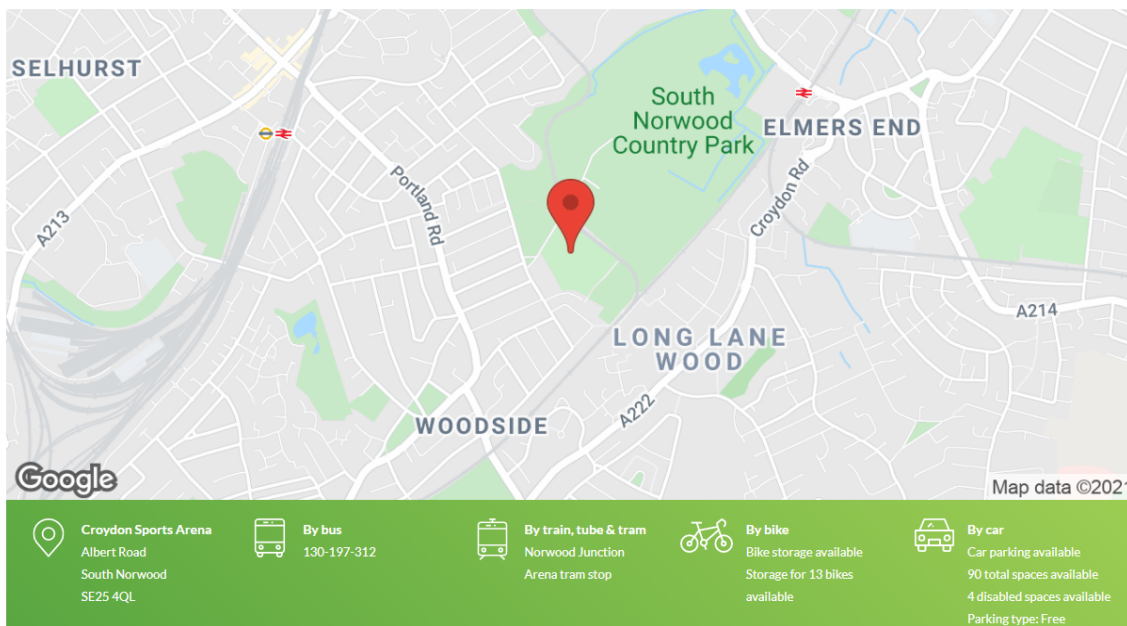 SELHURST
South
Norwood
Country Park
ELMERS END
Portland Rd
Croydon Rd
A213
A214
LONG LANE
WOOD
A222
WOODSIDE
Google
Map data ©2021
Croydon Sports Arena
Albert Road
South Norwood
SE25 4QL
By bus
130-197-312
By train, tube & tram
Norwood Junction
Arena tram stop
By bike
Bike storage available
Storage for 13 bikes
available
By car
Car parking available
90 total spaces available
4 disabled spaces available
Parking type: Free